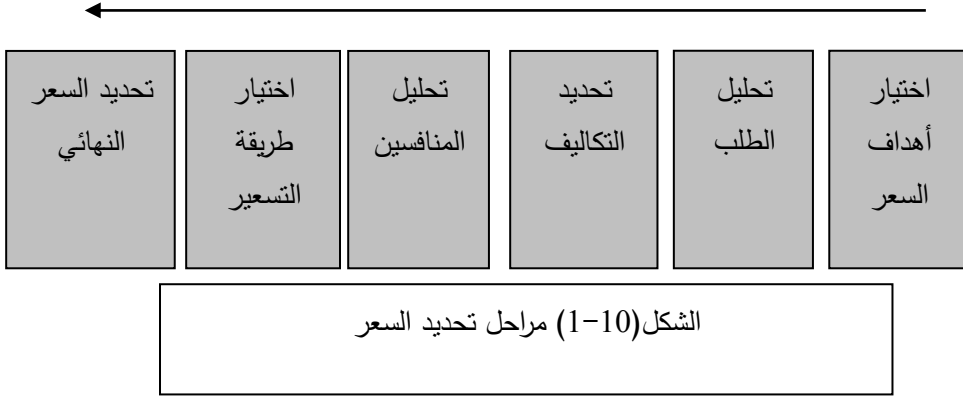 اختيار
أهداف
السعر
تحليل
الطلب
تحديد
التكاليف
تحليل
المنافسين
اختيار
طريقة
التسعير
تحديد السعر
النهائي
الشكل(10-1) مراحل تحديد السعر